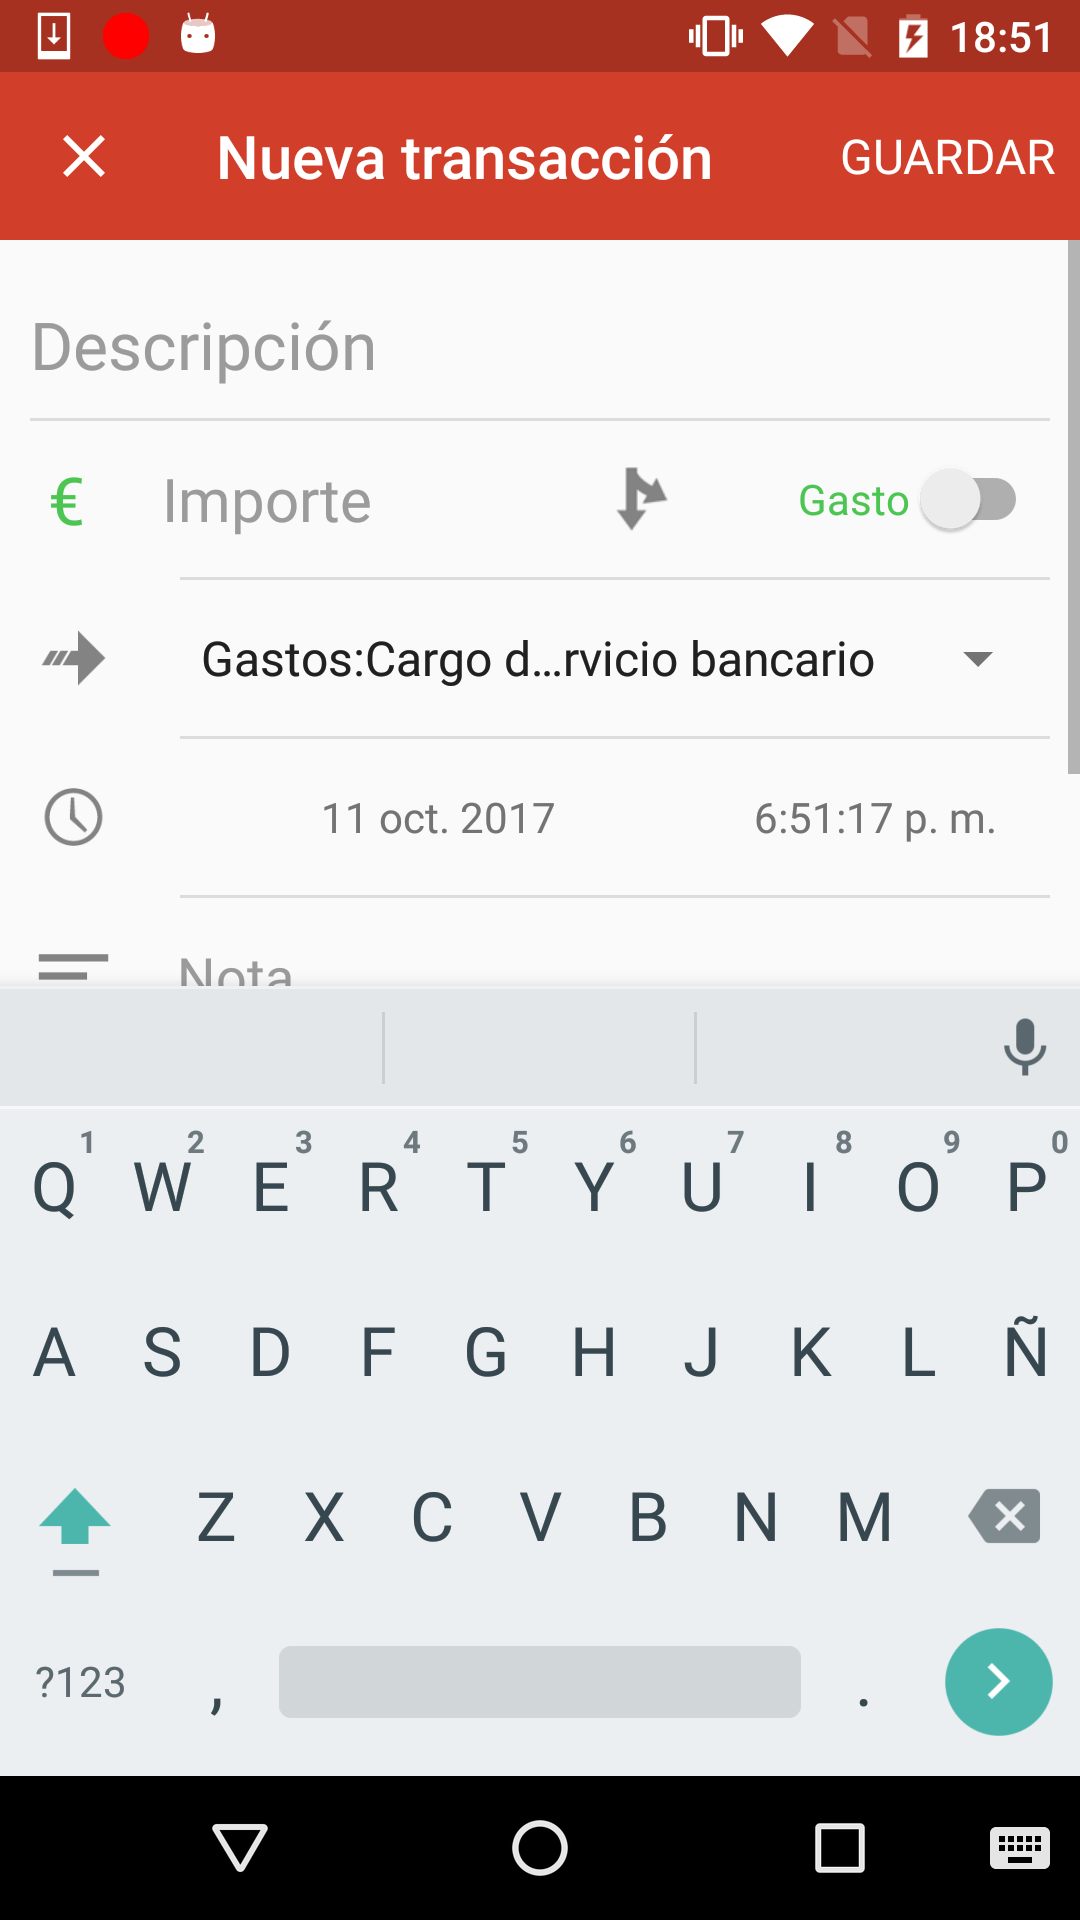 18:51
Nueva transacción GUARDAR
Descripción
€ Importe Gasto
Gastos:Cargo d...rvicio bancario
11 oct. 2017 6:51:17 p. m.
Nota
1 2 3 4 5 6 7 8 9 0
Q W E R T Y U I O P
A S D F G H J K L Ñ
Z X C V B N M
?123 , .